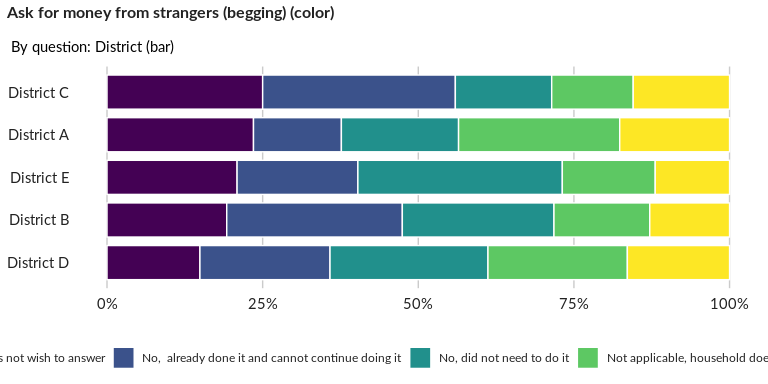 Ask for money from strangers (begging) (color)
By question: District (bar)
District C
District A
District E
District B
District D
0% 25% 50% 75% 100%
not wish to answer No, already done it and cannot continue doing it No, did not need to do it Not applicable, household